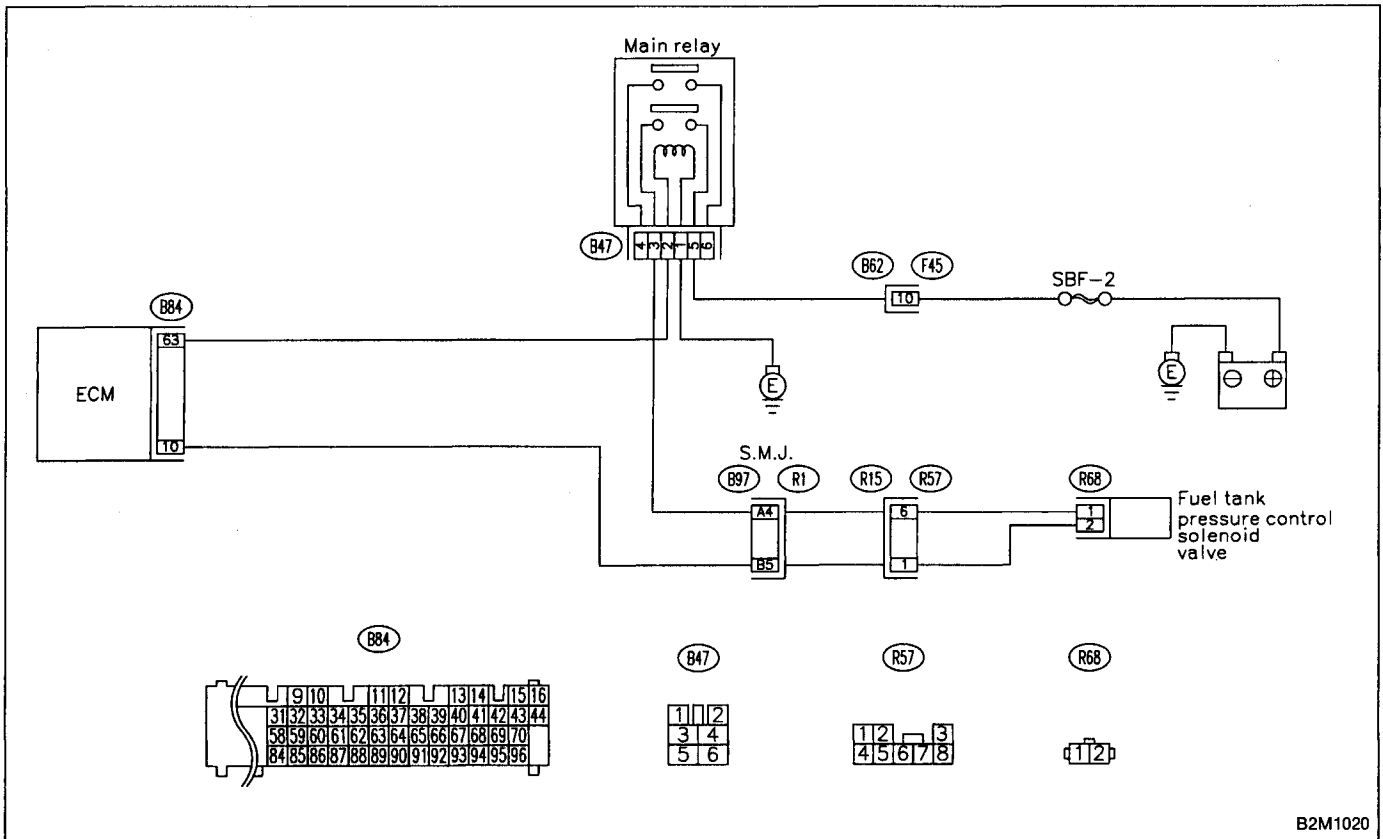 Main relay
B47
4 3 2 1 5 6
B62 F45
10
SBF-2
E
E
⊖ ⊕
B84
63
ECM
10
S.M.J.
B97 R1
R15 R57
R68
A4
6
1
2
Fuel tank
pressure control
solenoid
valve
B5
1
B84
B47
R57
R68
9 10 11 12 13 14 15 16
31 32 33 34 35 36 37 38 39 40 41 42 43 44
58 59 60 61 62 63 64 65 66 67 68 69 70
84 85 86 87 88 89 90 91 92 93 94 95 96
1 2
3 4
5 6
1 2 3
4 5 6 7 8
1 2
B2M1020